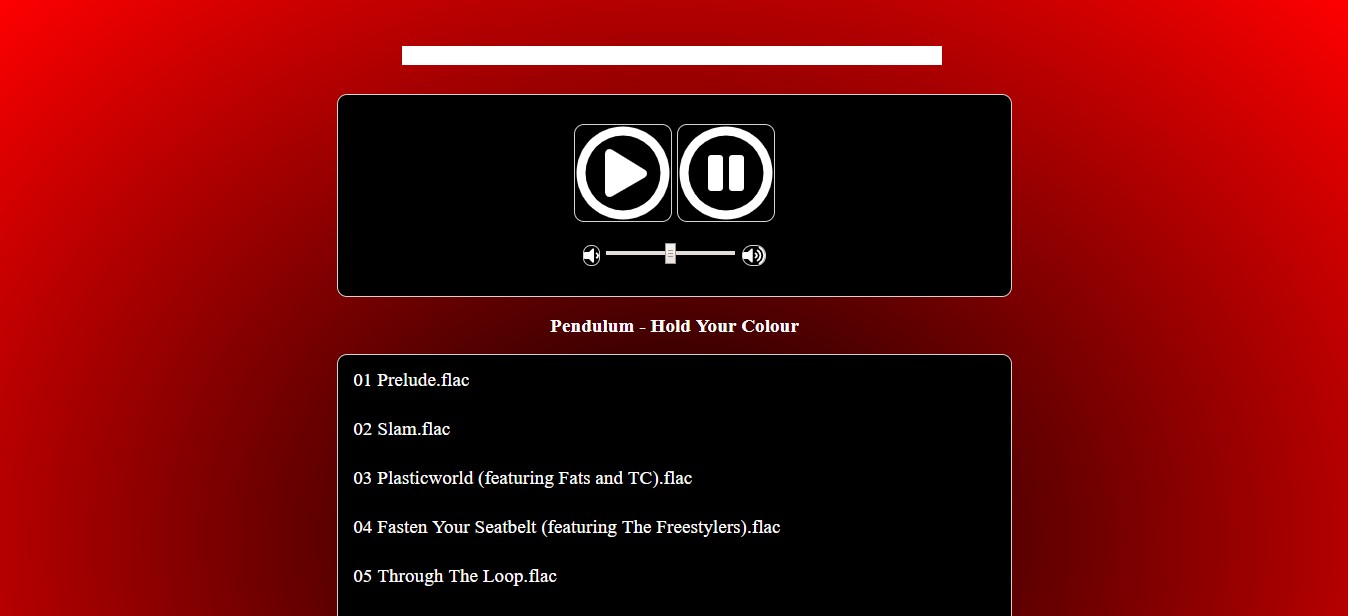 Pendulum - Hold Your Colour
01 Prelude.flac
02 Slam.flac
03 Plasticworld (featuring Fats and TC).flac
04 Fasten Your Seatbelt (featuring The Freestylers).flac
05 Through The Loop.flac